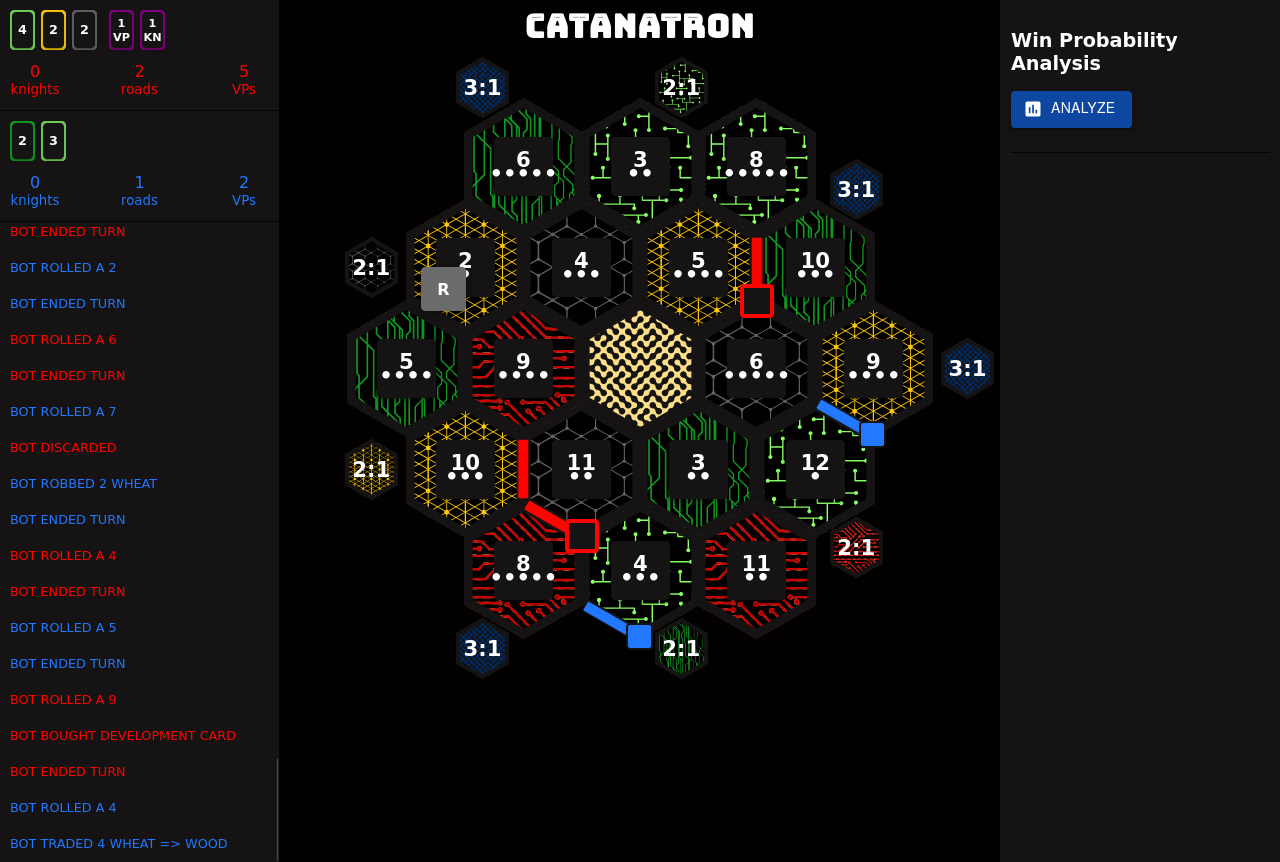 4 2 2 1 VP 1 KN
0 2 5
knights roads VPs
2 3
0 1 2
knights roads VPs
BOT ENDED TURN
BOT ROLLED A 2
BOT ENDED TURN
BOT ROLLED A 6
BOT ENDED TURN
BOT ROLLED A 7
BOT DISCARDED
BOT ROBBED 2 WHEAT
BOT ENDED TURN
BOT ROLLED A 4
BOT ENDED TURN
BOT ROLLED A 5
BOT ENDED TURN
BOT ROLLED A 9
BOT BOUGHT DEVELOPMENT CARD
BOT ENDED TURN
BOT ROLLED A 4
BOT TRADED 4 WHEAT => WOOD
CATANATRON
3:1 2:1
6 3 8
3:1
2:1 2 4 5 10
R
5 9 6 9 3:1
2:1 10 11 3 12
8 4 11 2:1
3:1 2:1
Win Probability
Analysis
ANALYZE